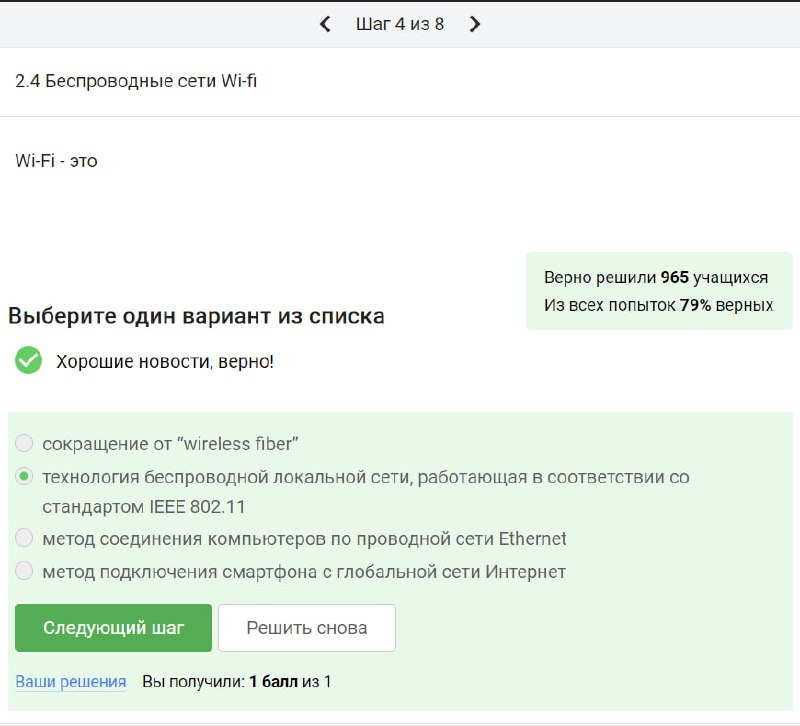 Шаг 4 из 8
2.4 Беспроводные сети Wi-fi
Wi-Fi - это
Верно решили 965 учащихся
Из всех попыток 79% верных
Выберите один вариант из списка
Хорошие новости, верно!
сокращение от “wireless fiber”
технология беспроводной локальной сети, работающая в соответствии со
стандартом IEEE 802.11
метод соединения компьютеров по проводной сети Ethernet
метод подключения смартфона с глобальной сети Интернет
Следующий шаг
Решить снова
Ваши решения Вы получили: 1 балл из 1